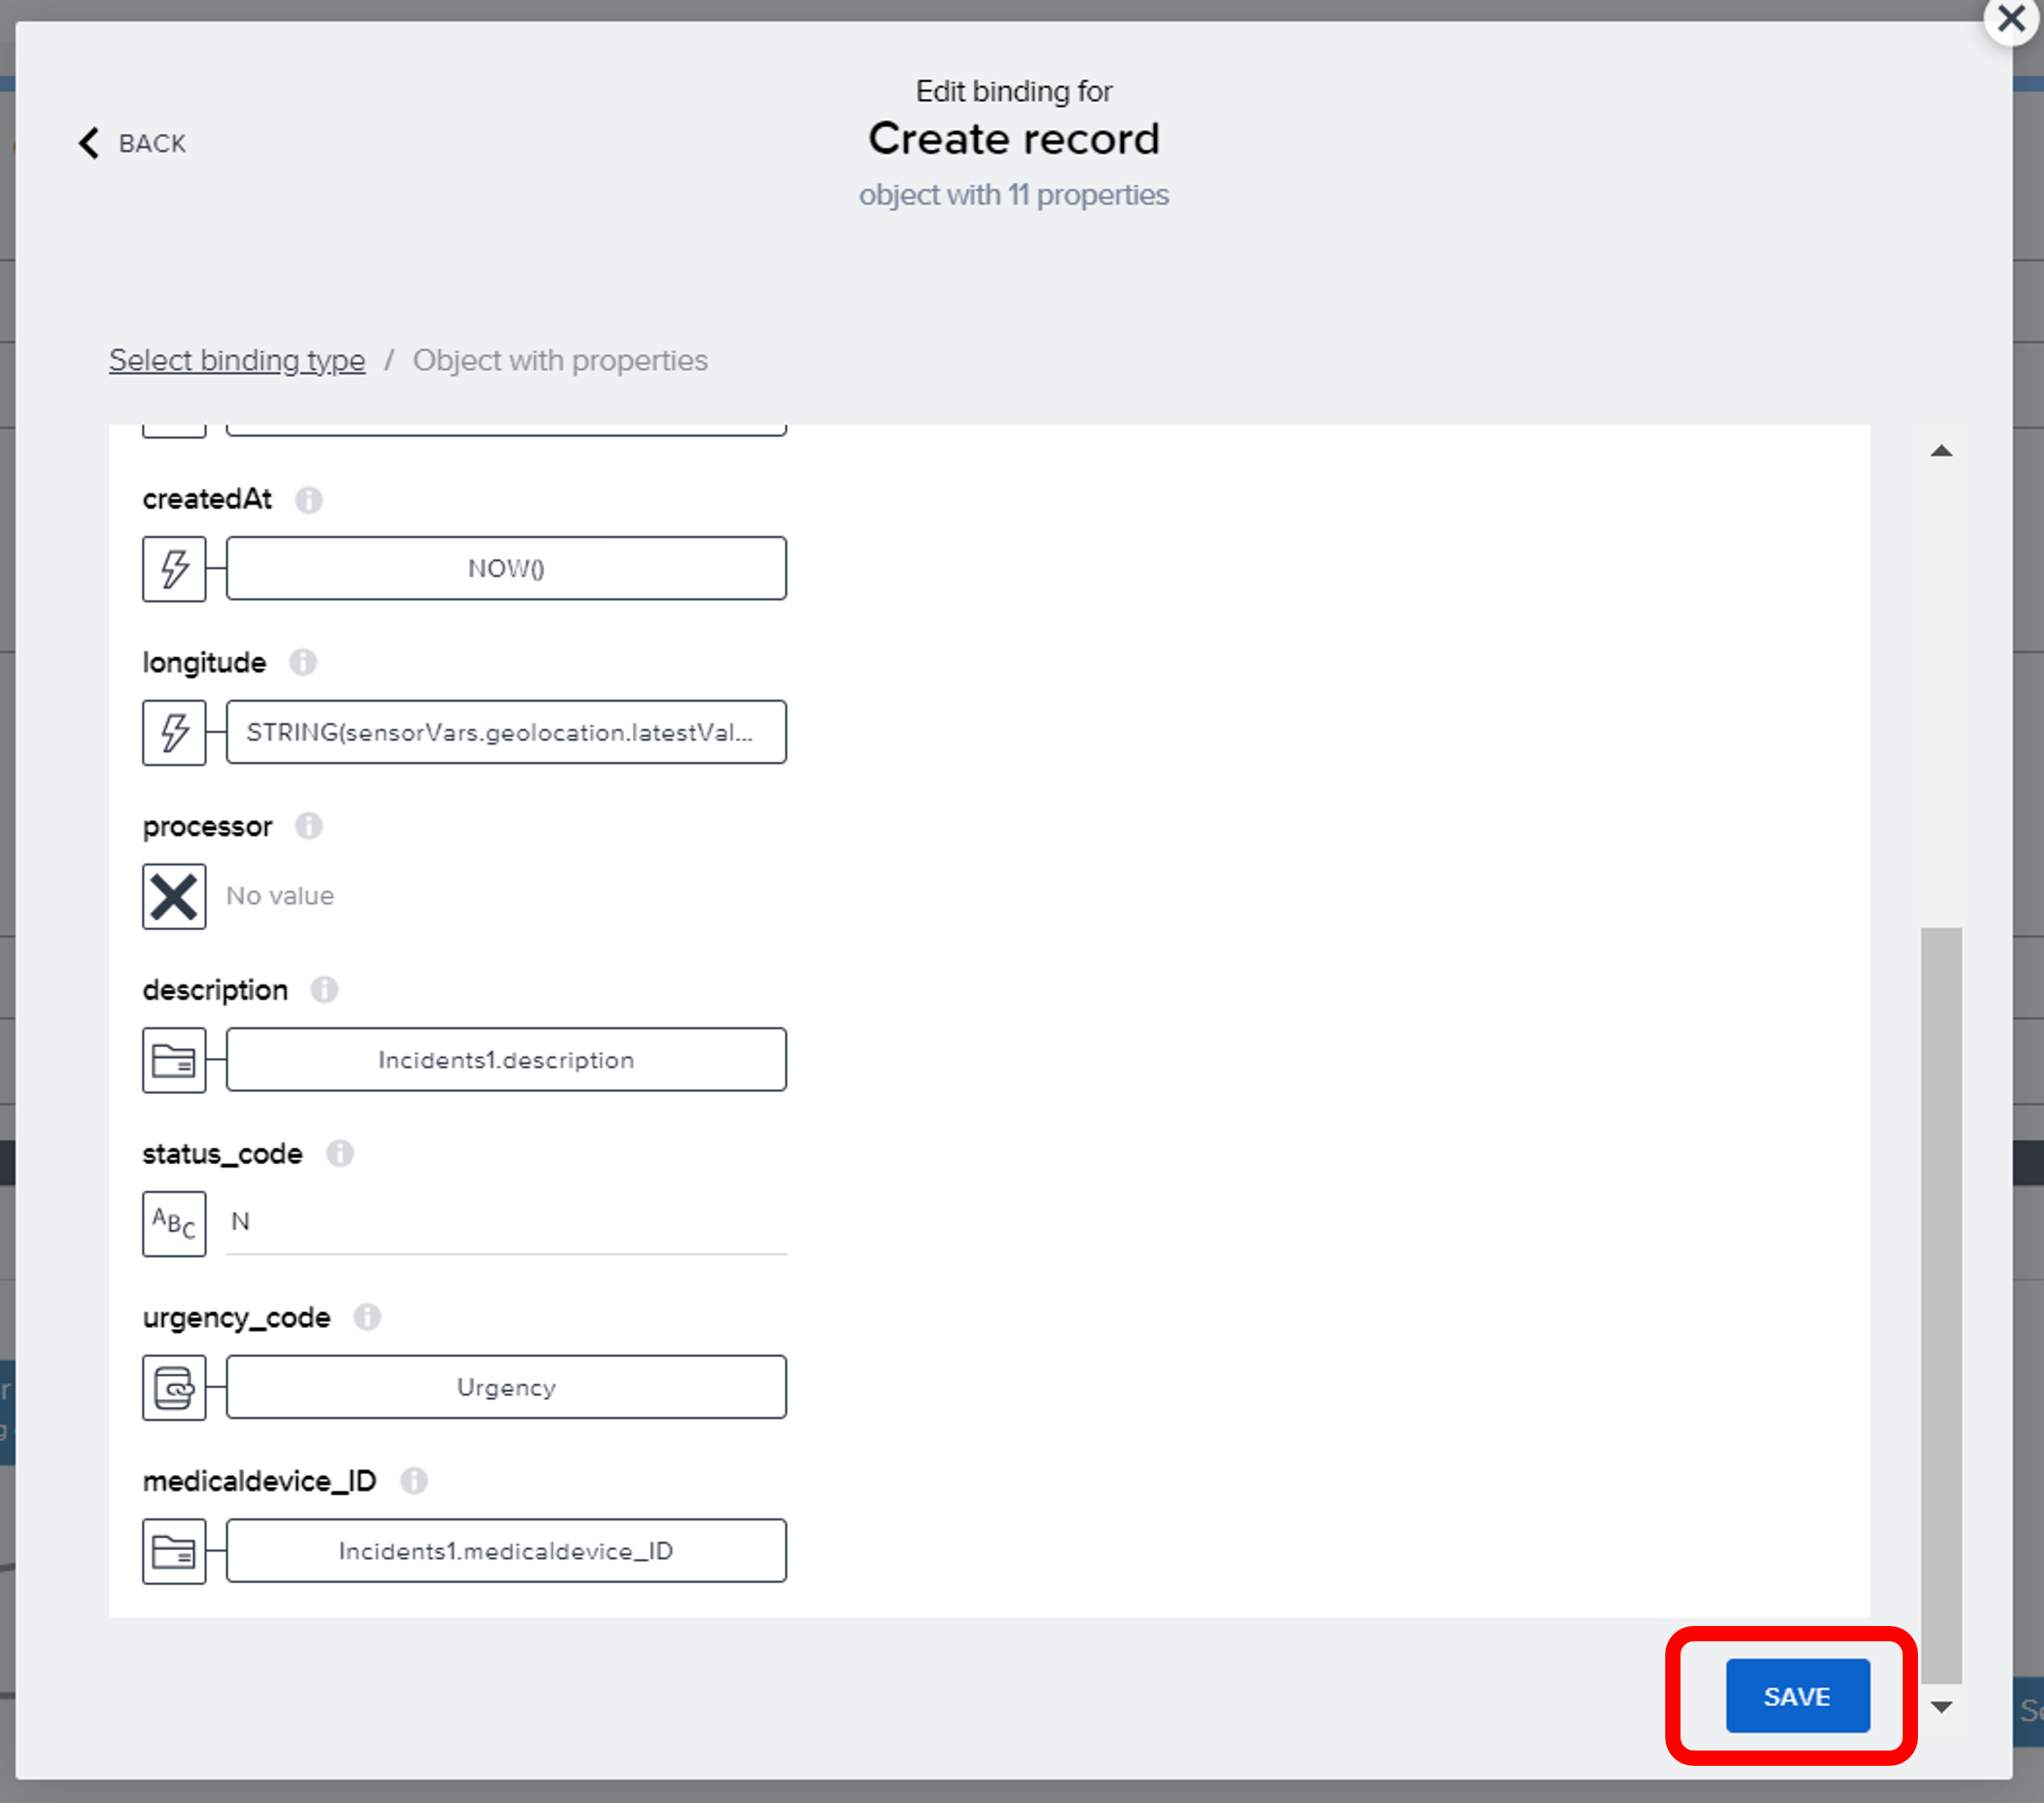 Edit binding for
BACK
Create record
object with 11 properties
Select binding type / Object with properties
createdAt
NOW()
longitude
STRING(sensorVars.geolocation.latestVal...
processor
No value
description
Incidents1.description
status_code
ABC N
urgency_code
Urgency
medicaldevice_ID
Incidents1.medicaldevice_ID
SAVE